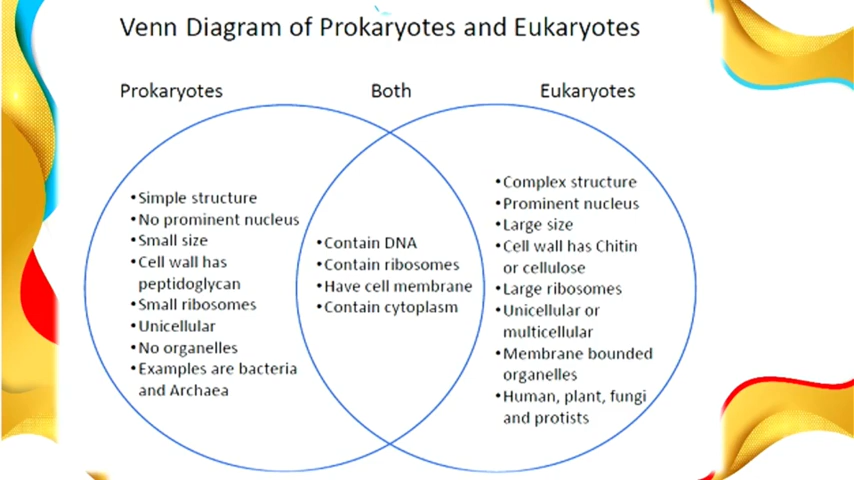 Venn Diagram of Prokaryotes and Eukaryotes
Prokaryotes
Both
Eukaryotes
•Simple structure
•No prominent nucleus
•Small size
•Cell wall has
peptidoglycan
•Small ribosomes
•Unicellular
•No organelles
•Examples are bacteria
and Archaea
•Contain DNA
•Contain ribosomes
•Have cell membrane
•Contain cytoplasm
•Complex structure
•Prominent nucleus
•Large size
•Cell wall has Chitin
or cellulose
•Large ribosomes
•Unicellular or
multicellular
•Membrane bounded
organelles
•Human, plant, fungi
and protists